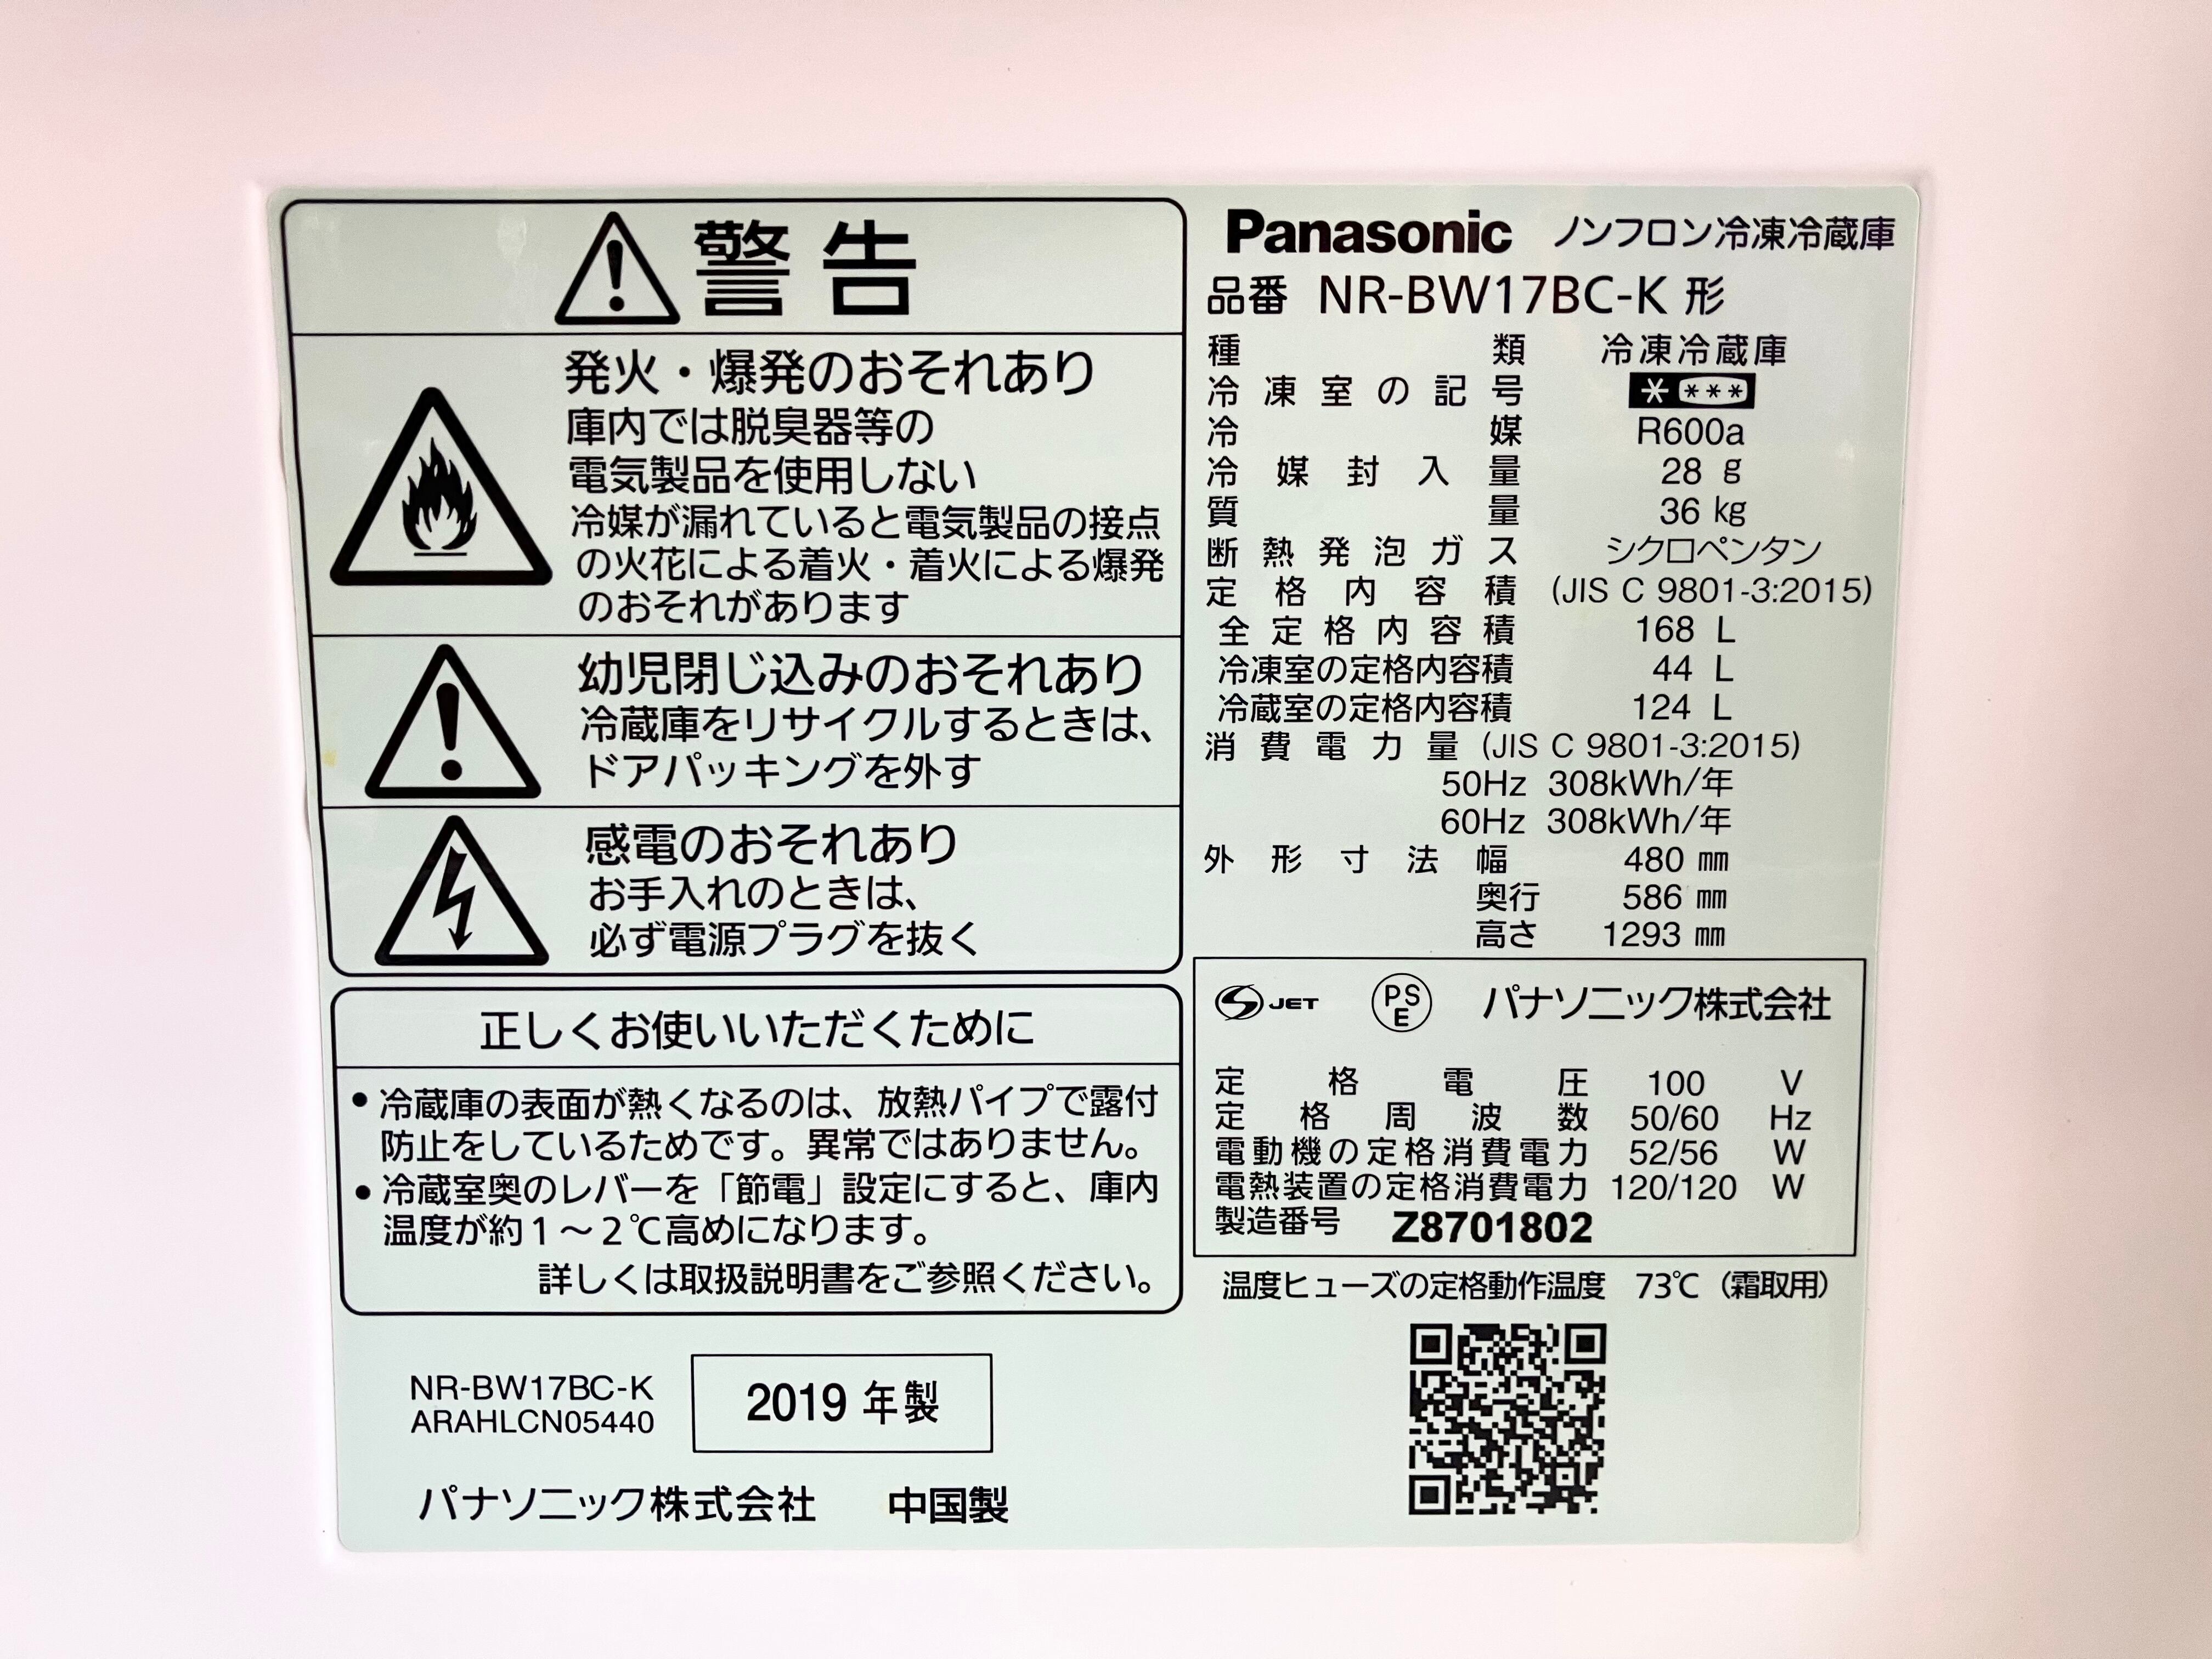 警告
発火・爆発のおそれあり
庫内では脱臭器等の
電気製品を使用しない
冷媒が漏れていると電気製品の接点
の火花による着火・着火による爆発
のおそれがあります
幼児閉じ込みのおそれあり
冷蔵庫をリサイクルするときは、
ドアパッキングを外す
感電のおそれあり
お手入れのときは、
必ず電源プラグを抜く
正しくお使いいただくために
• 冷蔵庫の表面が熱くなるのは、放熱パイプで露付
防止をしているためです。異常ではありません。
• 冷蔵室奥のレバーを「節電」設定にすると、庫内
温度が約1～2℃高めになります。
詳しくは取扱説明書をご参照ください。
NR-BW17BC-K
ARAHLCN05440
2019 年製
パナソニック株式会社 中国製
Panasonic ノンフロン冷凍冷蔵庫
品番 NR-BW17BC-K 形
種類 冷凍冷蔵庫
冷凍室の記号 * ***
冷媒 R600a
冷媒封入量 28 g
質量 36 kg
断熱発泡ガス シクロペンタン
定格内容積 (JIS C 9801-3:2015)
全定格内容積 168 L
冷凍室の定格内容積 44 L
冷蔵室の定格内容積 124 L
消費電力量 (JIS C 9801-3:2015)
50Hz 308kWh/年
60Hz 308kWh/年
外形寸法 幅 480 mm
奥行 586 mm
高さ 1293 mm
S JET PSE パナソニック株式会社
定格電圧 100 V
定格周波数 50/60 Hz
電動機の定格消費電力 52/56 W
電熱装置の定格消費電力 120/120 W
製造番号 Z8701802
温度ヒューズの定格動作温度 73℃（霜取用）